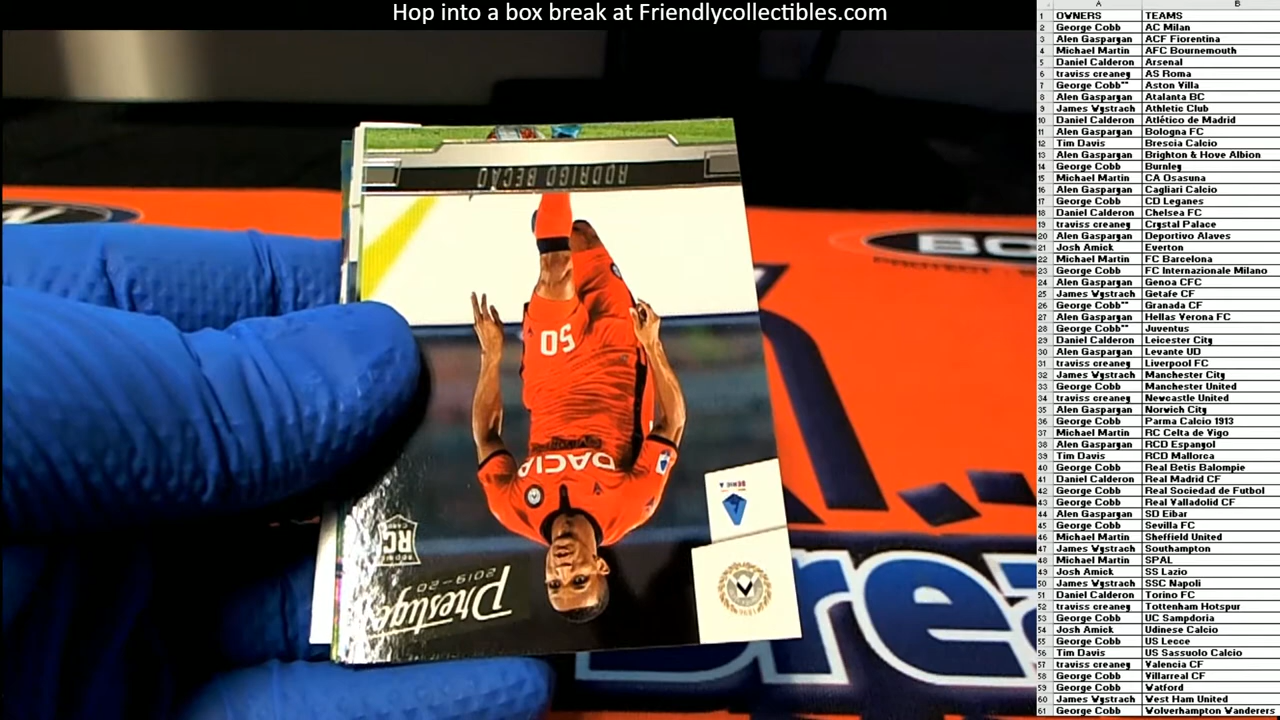 Hop into a box break at Friendlycollectibles.com
A B
1 OWNERS TEAMS
2 George Cobb AC Milan
3 Alen Gasparyan ACF Fiorentina
4 Michael Martin AFC Bournemouth
5 Daniel Calderon Arsenal
6 traviss creaney AS Roma
7 George Cobb** Aston Villa
8 Alen Gasparyan Atalanta BC
9 James Wystrach Athletic Club
10 Daniel Calderon Atlético de Madrid
11 Alen Gasparyan Bologna FC
12 Tim Davis Brescia Calcio
13 Alen Gasparyan Brighton & Hove Albion
14 George Cobb Burnley
15 Michael Martin CA Osasuna
16 Alen Gasparyan Cagliari Calcio
17 George Cobb CD Leganes
18 Daniel Calderon Chelsea FC
19 traviss creaney Crystal Palace
20 Alen Gasparyan Deportivo Alaves
21 Josh Amick Everton
22 Michael Martin FC Barcelona
23 George Cobb FC Internazionale Milano
24 Alen Gasparyan Genoa CFC
25 James Wystrach Getafe CF
26 George Cobb** Granada CF
27 Alen Gasparyan Hellas Verona FC
28 George Cobb** Juventus
29 Daniel Calderon Leicester City
30 Alen Gasparyan Levante UD
31 traviss creaney Liverpool FC
32 James Wystrach Manchester City
33 George Cobb Manchester United
34 traviss creaney Newcastle United
35 Alen Gasparyan Norwich City
36 George Cobb Parma Calcio 1913
37 Michael Martin RC Celta de Vigo
38 Alen Gasparyan RCD Espanyol
39 Tim Davis RCD Mallorca
40 George Cobb Real Betis Balompie
41 Daniel Calderon Real Madrid CF
42 George Cobb Real Sociedad de Futbol
43 George Cobb Real Valladolid CF
44 Alen Gasparyan SD Eibar
45 George Cobb Sevilla FC
46 Michael Martin Sheffield United
47 James Wystrach Southampton
48 Michael Martin SPAL
49 Josh Amick SS Lazio
50 James Wystrach SSC Napoli
51 Daniel Calderon Torino FC
52 traviss creaney Tottenham Hotspur
53 George Cobb UC Sampdoria
54 Josh Amick Udinese Calcio
55 George Cobb US Lecce
56 Tim Davis US Sassuolo Calcio
57 traviss creaney Valencia CF
58 George Cobb Villarreal CF
59 George Cobb Watford
60 James Wystrach West Ham United
61 George Cobb Wolverhampton Wanderers
RODRIGO BECAO
50
DACIA
SERIE A
RC
Prestige
2019-20